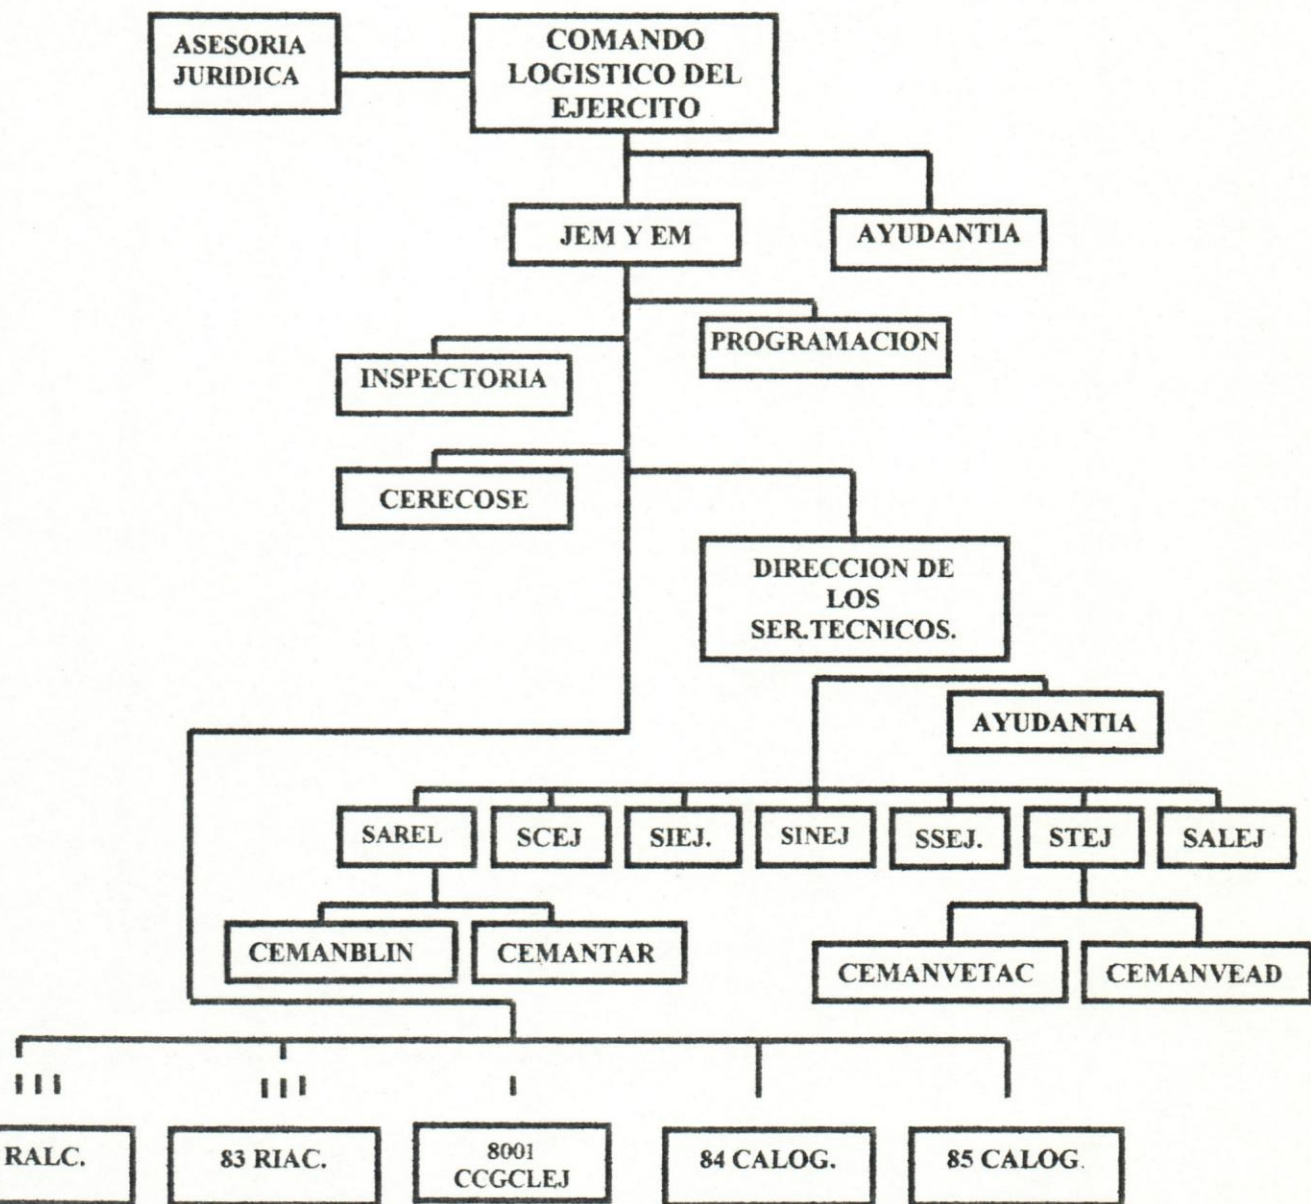 ASESORIA
JURIDICA
COMANDO
LOGISTICO DEL
EJERCITO
JEM Y EM
AYUDANTIA
PROGRAMACION
INSPECTORIA
CERECOSE
DIRECCION DE
LOS
SER.TECNICOS.
AYUDANTIA
SAREL
SCEJ
SIEJ.
SINEJ
SSEJ.
STEJ
SALEJ
CEMANBLIN
CEMANTAR
CEMANVETAC
CEMANVEAD
RALC.
83 RIAC.
8001
CCGCLEJ
84 CALOG.
85 CALOG.